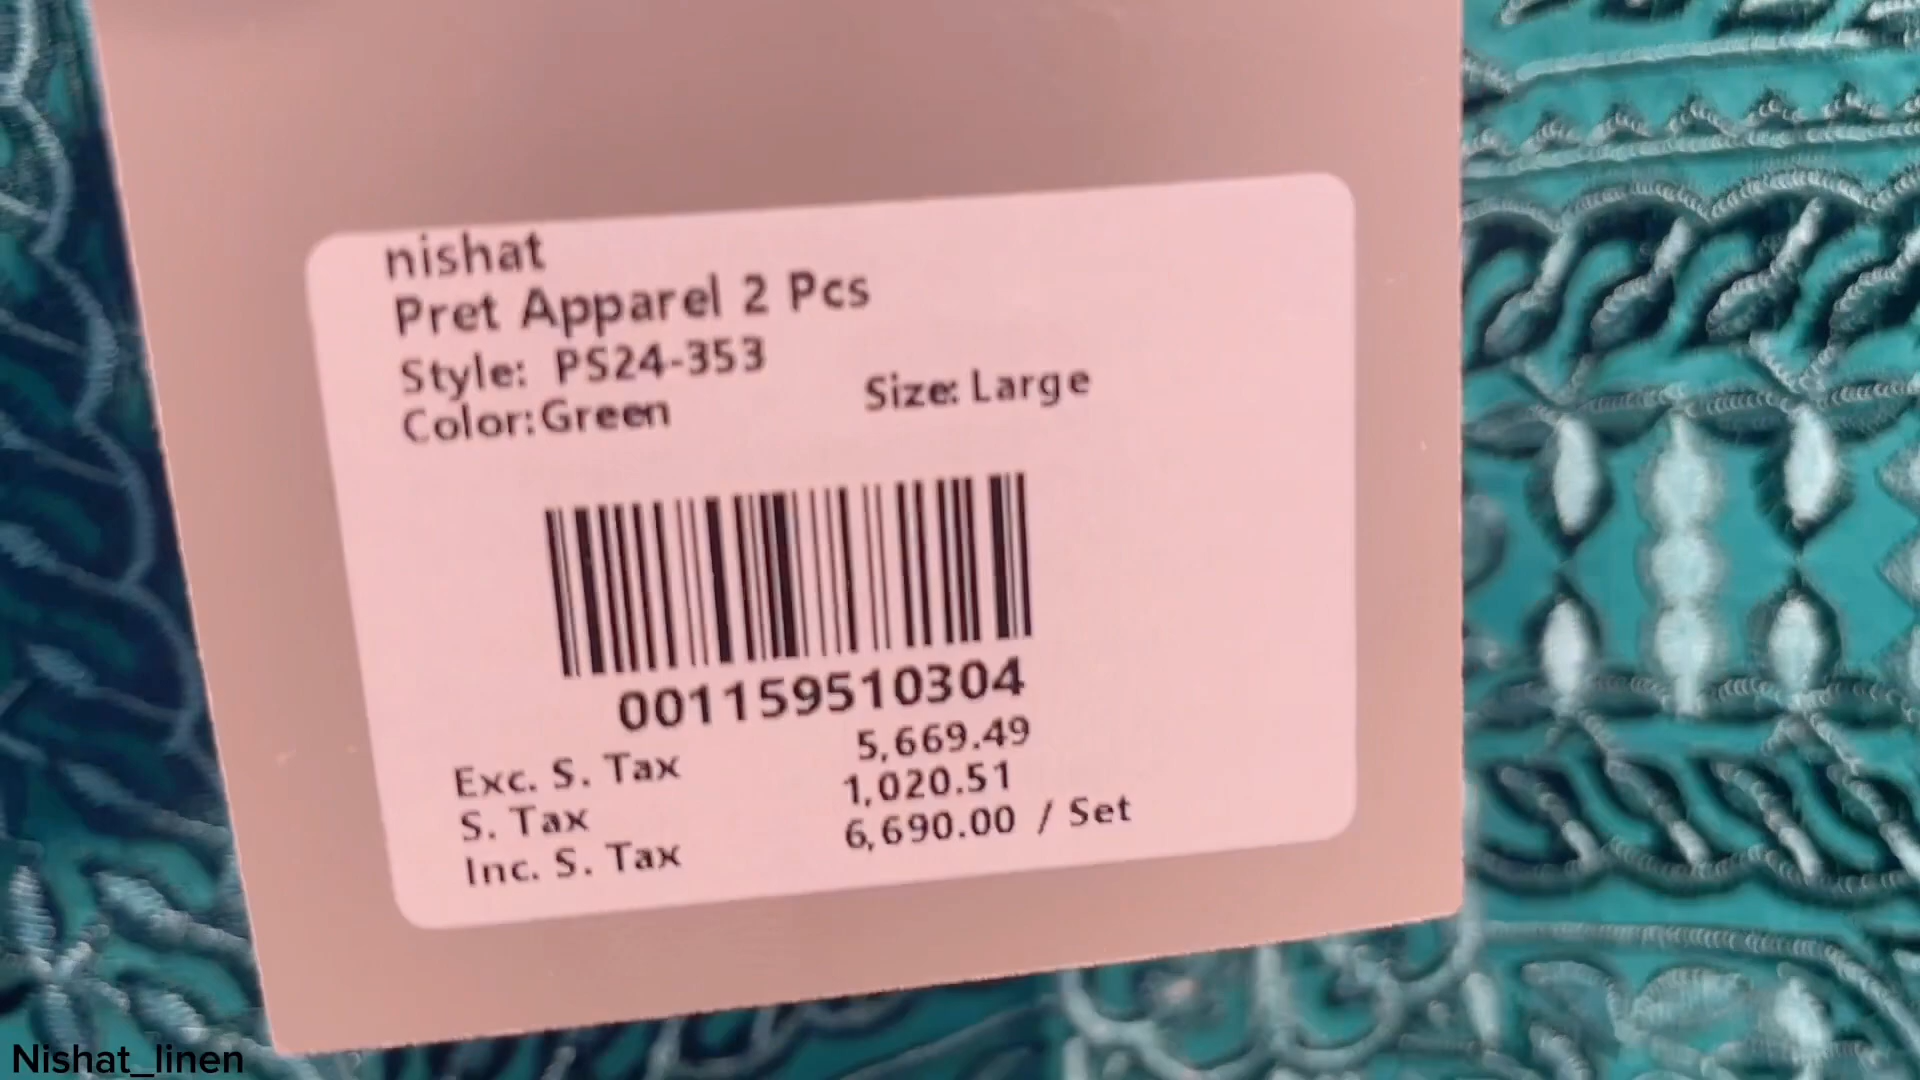 nishat
Pret Apparel 2 Pcs
Style: PS24-353
Color:Green Size: Large
001159510304
Exc. S. Tax 5,669.49
S. Tax 1,020.51
Inc. S. Tax 6,690.00 / Set
Nishat_linen